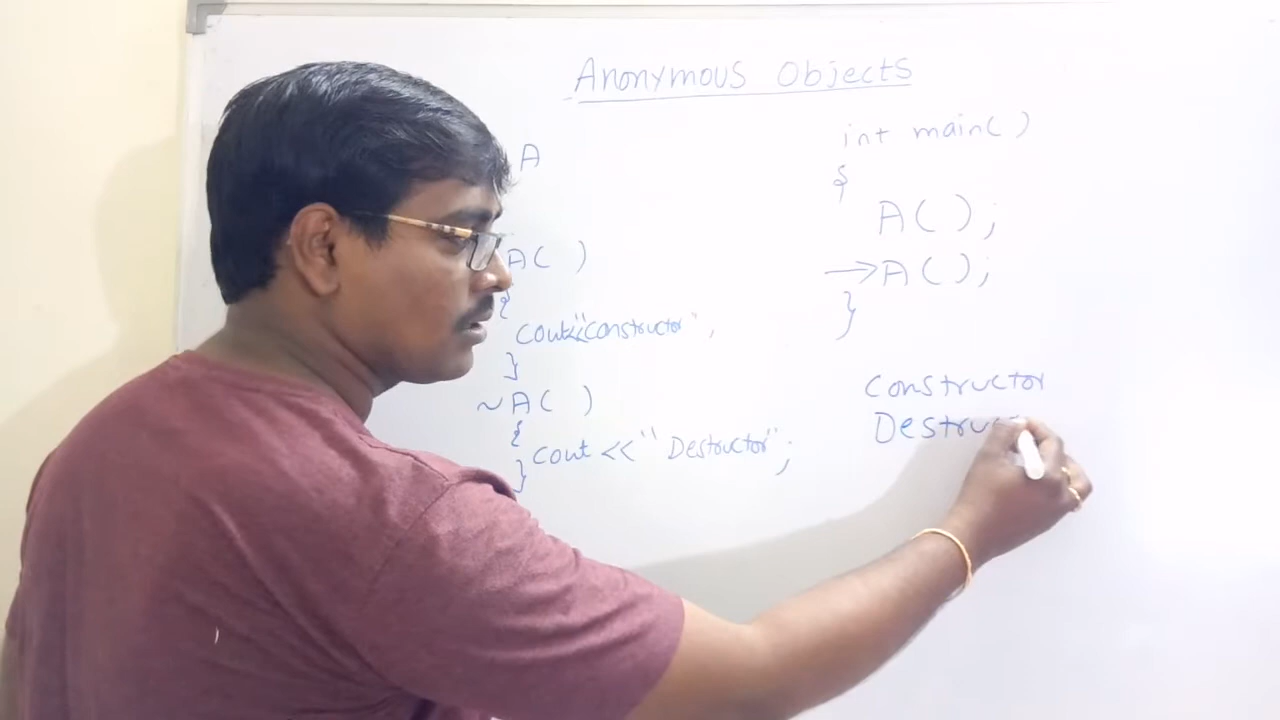 Anonymous Objects
A
A( )
{
cout<<"constructor",
}
~A( )
{
cout << "Destructor";
}
int main( )
{
A( );
→A( );
}
constructor